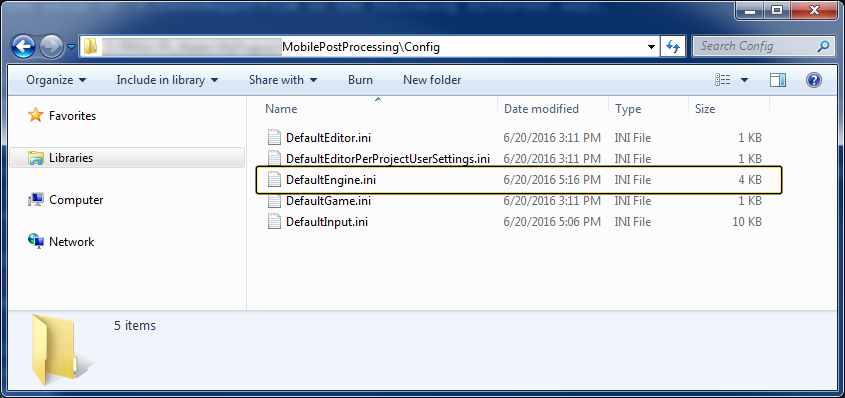 MobilePostProcessing\Config
Search Config
Organize Include in library Share with Burn New folder
Favorites
Libraries
Computer
Network
Name Date modified Type Size
DefaultEditor.ini 6/20/2016 3:11 PM INI File 1 KB
DefaultEditorPerProjectUserSettings.ini 6/20/2016 3:11 PM INI File 1 KB
DefaultEngine.ini 6/20/2016 5:16 PM INI File 4 KB
DefaultGame.ini 6/20/2016 3:11 PM INI File 1 KB
DefaultInput.ini 6/20/2016 5:06 PM INI File 10 KB
5 items